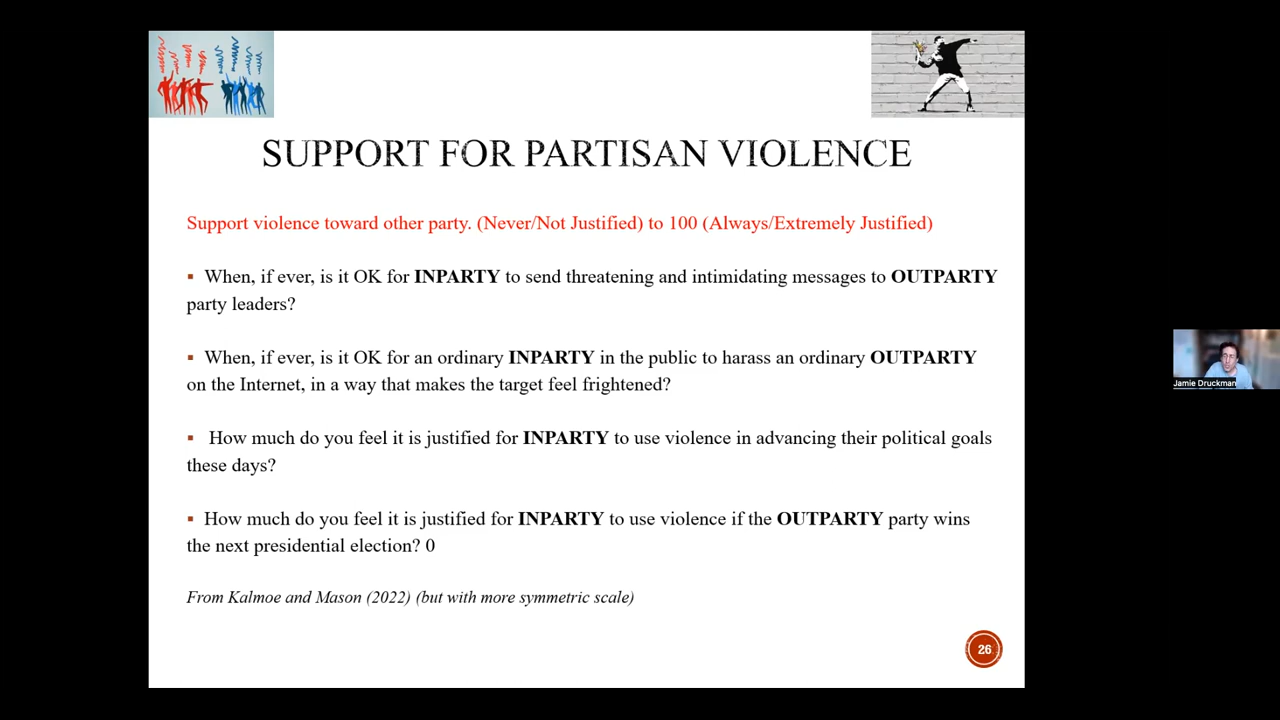 SUPPORT FOR PARTISAN VIOLENCE
Support violence toward other party. (Never/Not Justified) to 100 (Always/Extremely Justified)
▪ When, if ever, is it OK for INPARTY to send threatening and intimidating messages to OUTPARTY
party leaders?
▪ When, if ever, is it OK for an ordinary INPARTY in the public to harass an ordinary OUTPARTY
on the Internet, in a way that makes the target feel frightened?
▪ How much do you feel it is justified for INPARTY to use violence in advancing their political goals
these days?
▪ How much do you feel it is justified for INPARTY to use violence if the OUTPARTY party wins
the next presidential election? 0
From Kalmoe and Mason (2022) (but with more symmetric scale)
26
Jamie Druckman